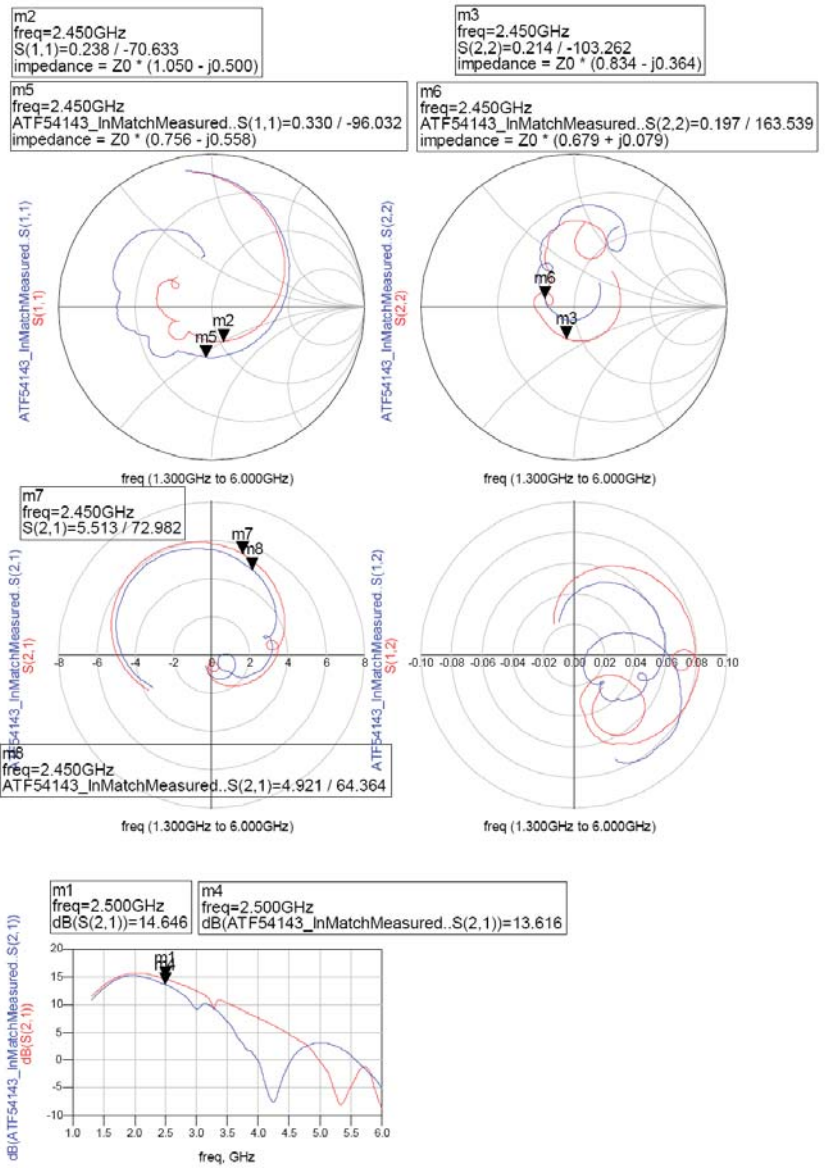 m2
freq=2.450GHz
S(1,1)=0.238 / -70.633
impedance = Z0 * (1.050 - j0.500)
m3
freq=2.450GHz
S(2,2)=0.214 / -103.262
impedance = Z0 * (0.834 - j0.364)
m5
freq=2.450GHz
ATF54143_InMatchMeasured..S(1,1)=0.330 / -96.032
impedance = Z0 * (0.756 - j0.558)
m6
freq=2.450GHz
ATF54143_InMatchMeasured..S(2,2)=0.197 / 163.539
impedance = Z0 * (0.679 + j0.079)
ATF54143_InMatchMeasured..S(1,1)
S(1,1)
m5
m2
freq (1.300GHz to 6.000GHz)
ATF54143_InMatchMeasured..S(2,2)
S(2,2)
m6
m3
freq (1.300GHz to 6.000GHz)
m7
freq=2.450GHz
S(2,1)=5.513 / 72.982
ATF54143_InMatchMeasured..S(2,1)
S(2,1)
m7
m8
-8 -6 -4 -2 0 2 4 6 8
m8
freq=2.450GHz
ATF54143_InMatchMeasured..S(2,1)=4.921 / 64.364
freq (1.300GHz to 6.000GHz)
ATF54143_InMatchMeasured..S(1,2)
S(1,2)
-0.10 -0.08 -0.06 -0.04 -0.02 0.00 0.02 0.04 0.06 0.08 0.10
freq (1.300GHz to 6.000GHz)
m1
freq=2.500GHz
dB(S(2,1))=14.646
m4
freq=2.500GHz
dB(ATF54143_InMatchMeasured..S(2,1))=13.616
dB(ATF54143_InMatchMeasured..S(2,1))
dB(S(2,1))
20
15
10
5
0
-5
-10
m1
m4
1.0 1.5 2.0 2.5 3.0 3.5 4.0 4.5 5.0 5.5 6.0
freq, GHz